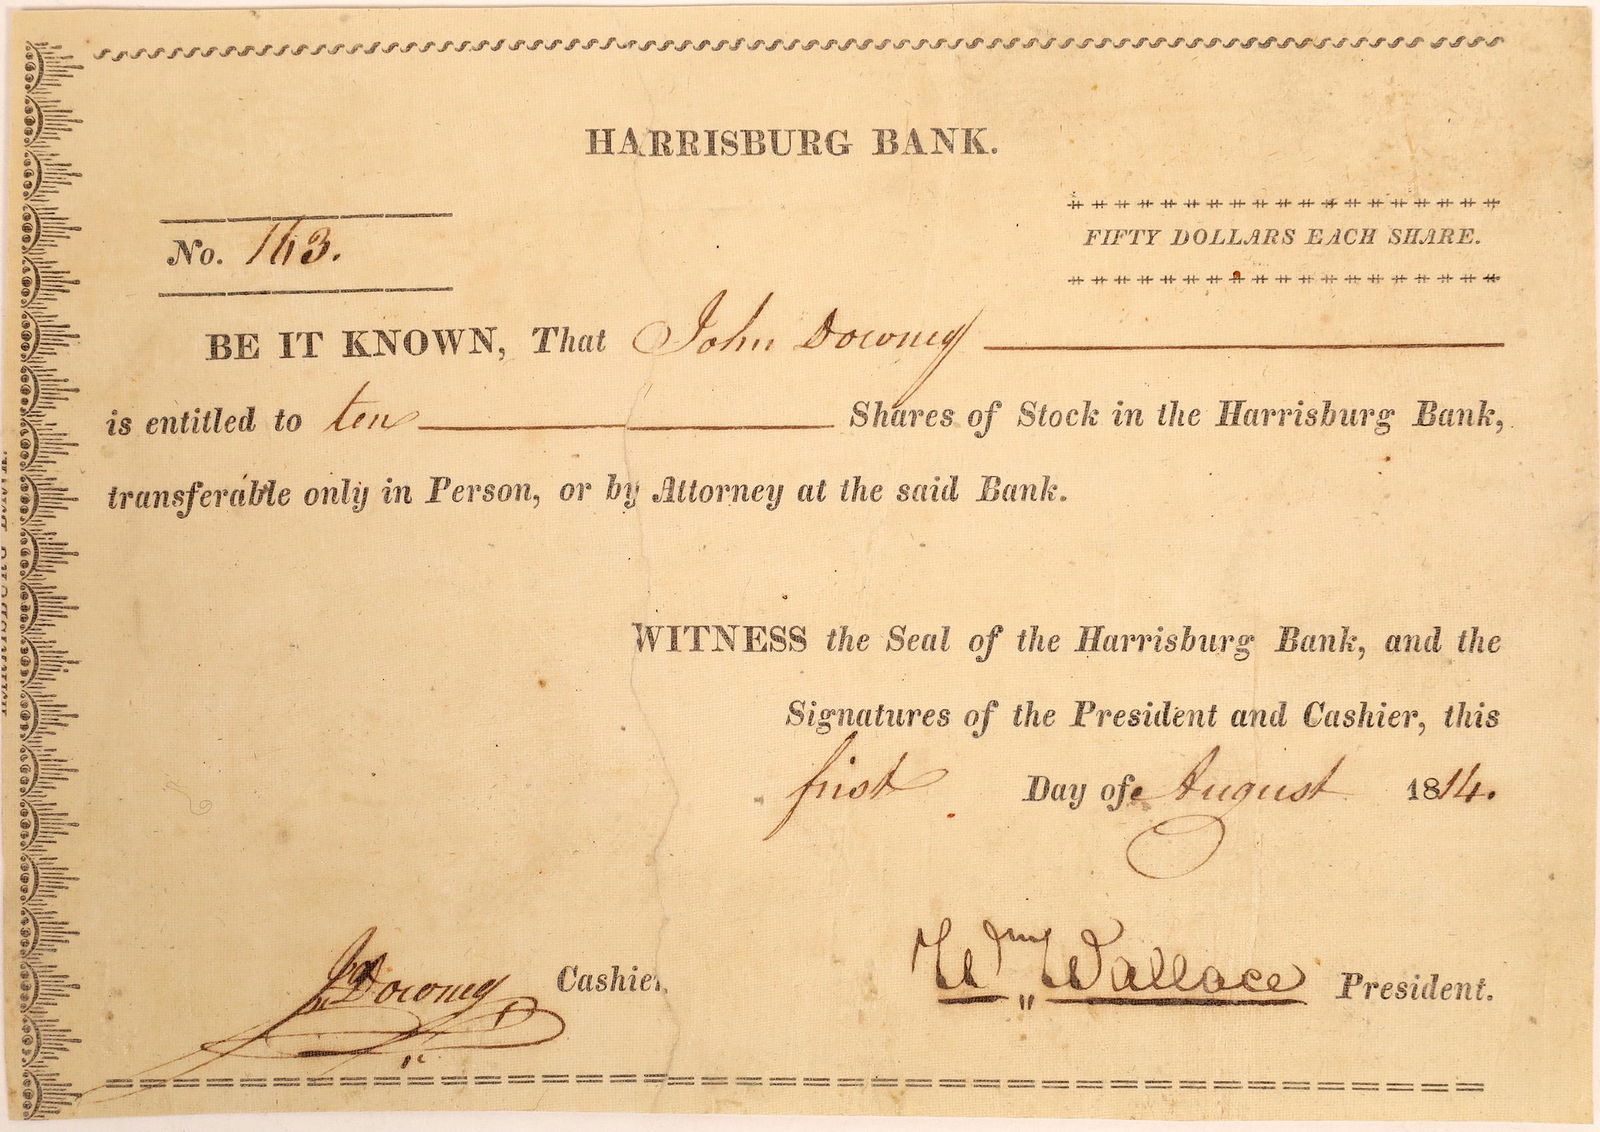 HARRISBURG BANK.
No. 163.
FIFTY DOLLARS EACH SHARE.
BE IT KNOWN, That John Downey
is entitled to ten Shares of Stock in the Harrisburg Bank,
transferable only in Person, or by Attorney at the said Bank.
WITNESS the Seal of the Harrisburg Bank, and the
Signatures of the President and Cashier, this
first Day of August 1814.
Jn Downey Cashier,
Wm Wallace President.